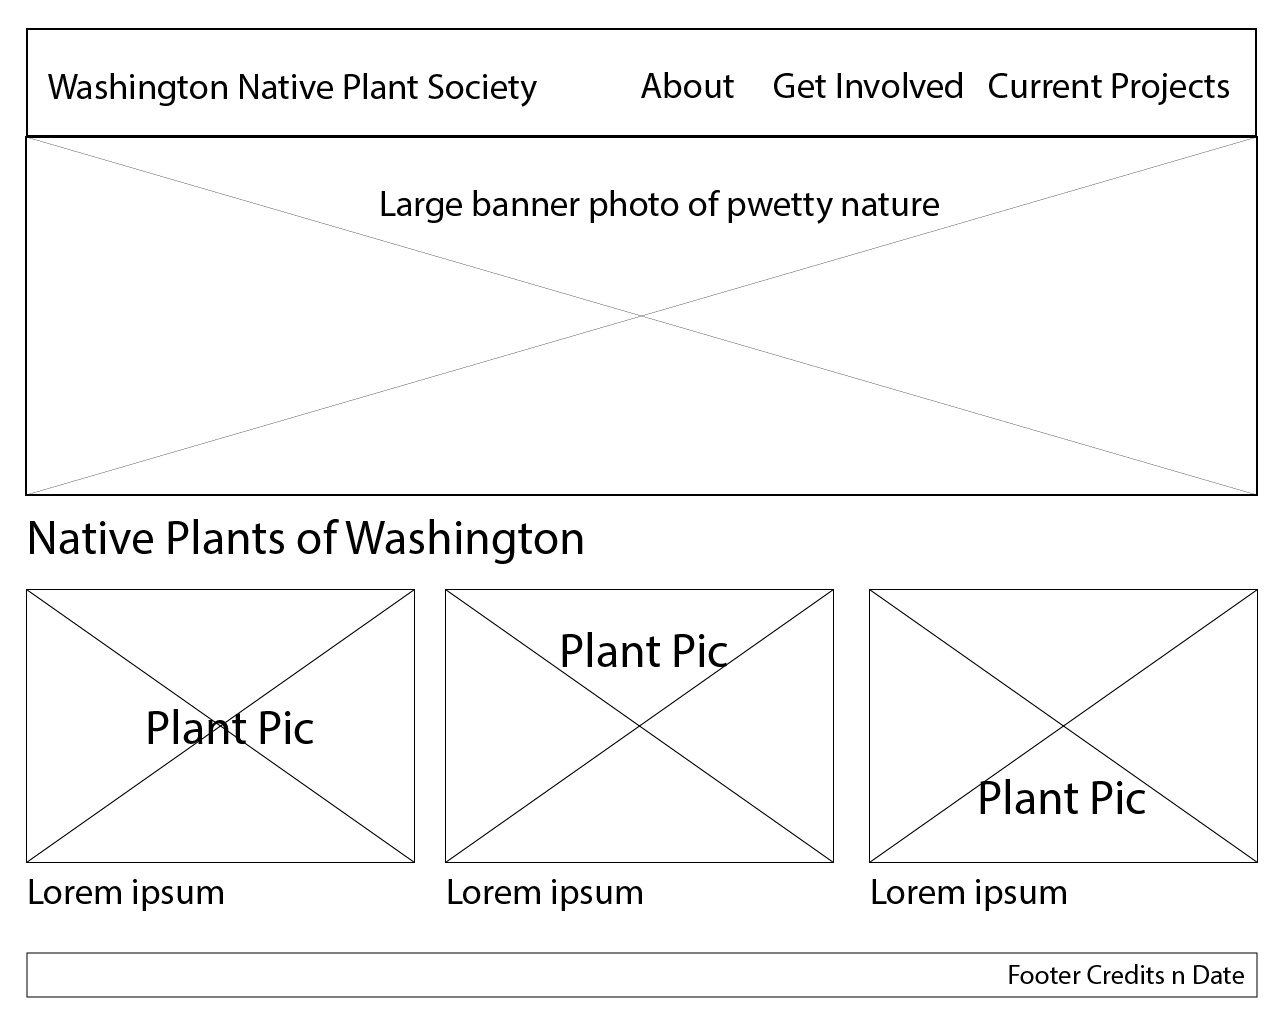 Washington Native Plant Society About Get Involved Current Projects
Large banner photo of pwetty nature
Native Plants of Washington
Plant Pic
Plant Pic
Plant Pic
Lorem ipsum
Lorem ipsum
Lorem ipsum
Footer Credits n Date